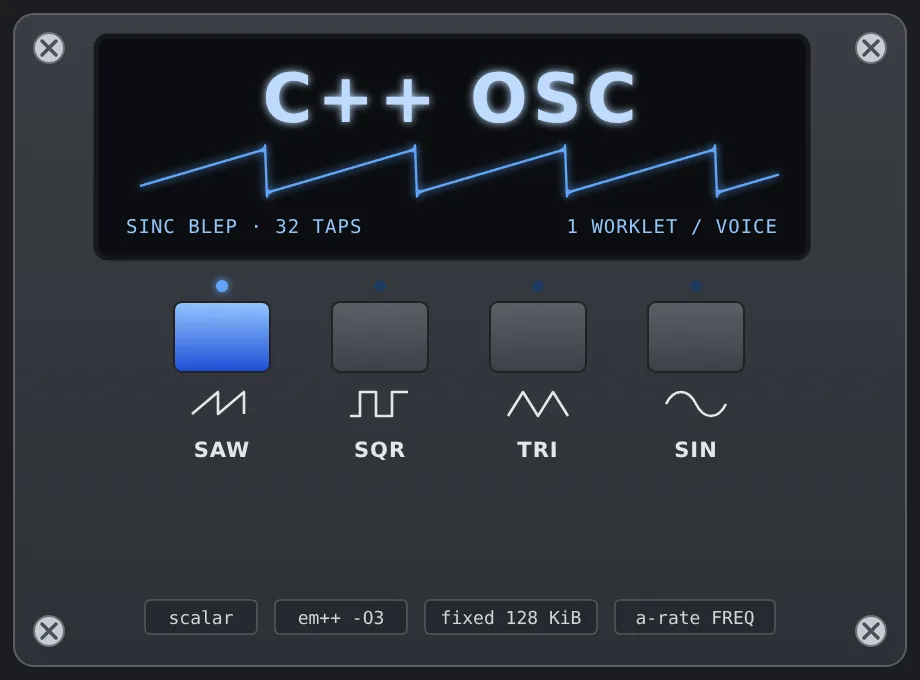 C++ OSC
SINC BLEP · 32 TAPS
1 WORKLET / VOICE
SAW
SQR
TRI
SIN
scalar
em++ -O3
fixed 128 KiB
a-rate FREQ